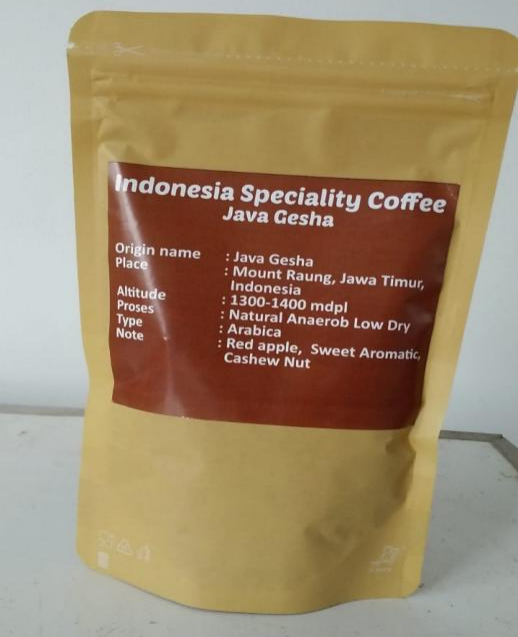 Indonesia Speciality Coffee
Java Gesha
Origin name : Java Gesha
Place : Mount Raung, Jawa Timur,
Indonesia
Altitude : 1300-1400 mdpl
Proses : Natural Anaerob Low Dry
Type : Arabica
Note : Red apple, Sweet Aromatic,
Cashew Nut